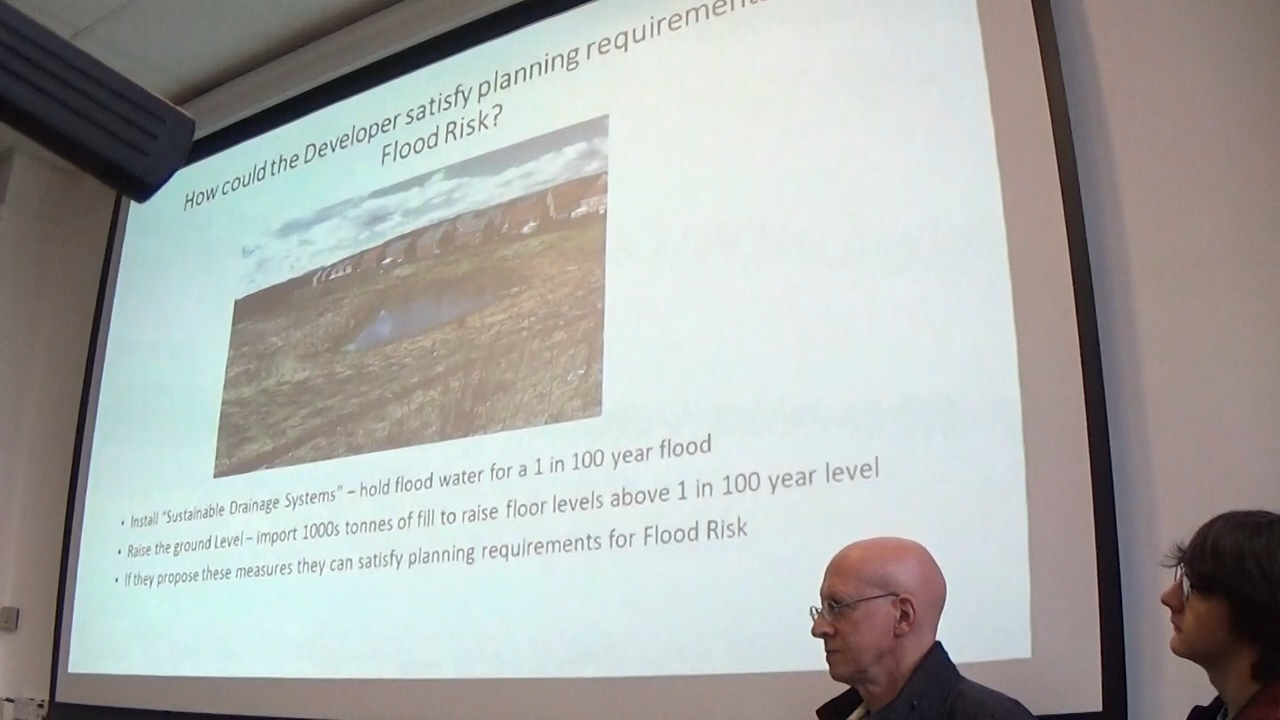 How could the Developer satisfy planning requirement
Flood Risk?
• Install “Sustainable Drainage Systems” – hold flood water for a 1 in 100 year flood
• Raise the ground Level – import 1000s tonnes of fill to raise floor levels above 1 in 100 year level
• If they propose these measures they can satisfy planning requirements for Flood Risk